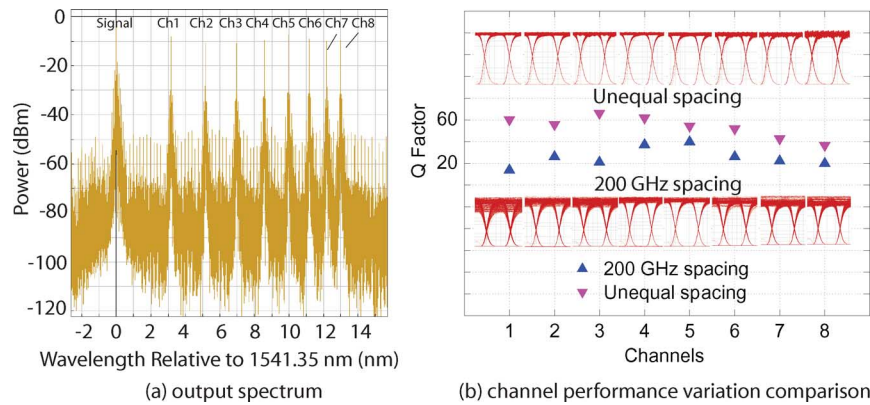 0
-20
-40
-60
-80
-100
-120
Power (dBm)
Signal Ch1 Ch2 Ch3 Ch4 Ch5 Ch6 Ch7 Ch8
-2 0 2 4 6 8 10 12 14
Wavelength Relative to 1541.35 nm (nm)
(a) output spectrum
Q Factor
60
20
Unequal spacing
200 GHz spacing
200 GHz spacing
Unequal spacing
1 2 3 4 5 6 7 8
Channels
(b) channel performance variation comparison